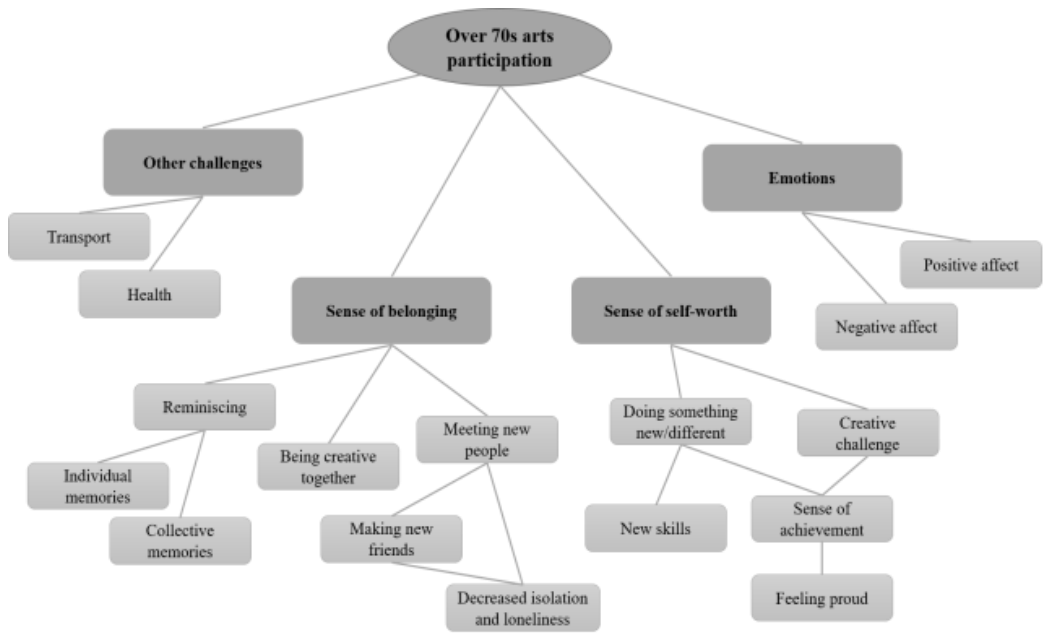 Over 70s arts
participation
Other challenges
Emotions
Transport
Positive affect
Health
Sense of belonging
Sense of self-worth
Negative affect
Reminiscing
Doing something
new/different
Creative
challenge
Meeting new
people
Being creative
together
Individual
memories
Sense of
achievement
New skills
Collective
memories
Making new
friends
Decreased isolation
and loneliness
Feeling proud